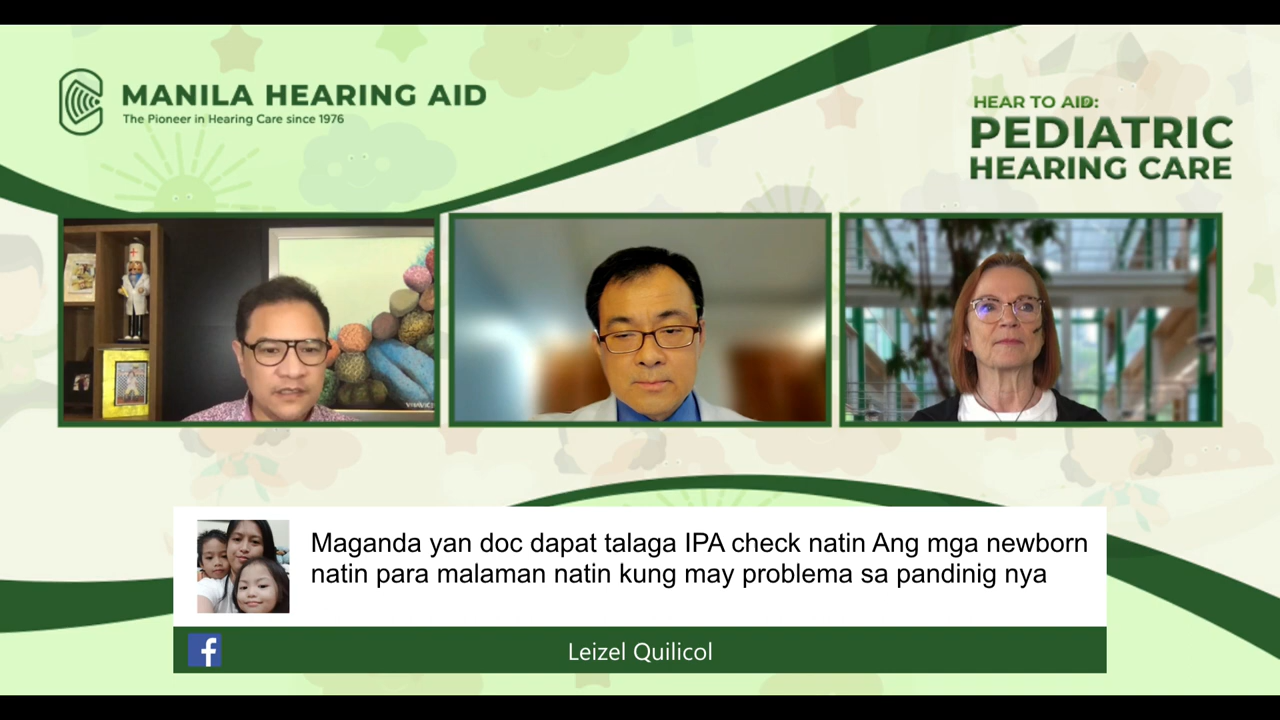 MANILA HEARING AID
The Pioneer in Hearing Care since 1976
HEAR TO AID:
PEDIATRIC
HEARING CARE
Maganda yan doc dapat talaga IPA check natin Ang mga newborn
natin para malaman natin kung may problema sa pandinig nya
f
Leizel Quilicol